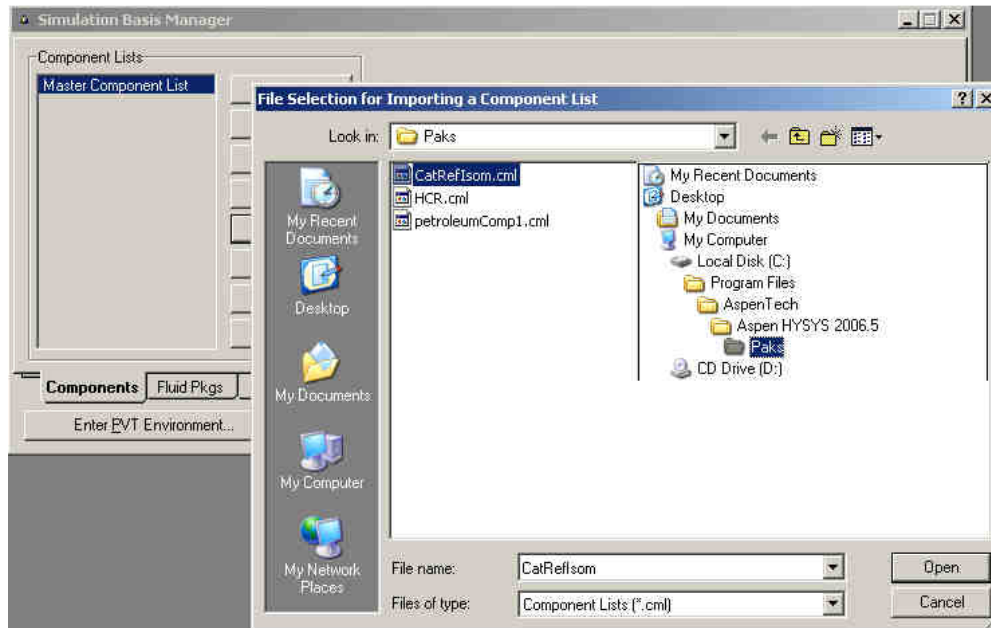 Simulation Basis Manager
Component Lists
Master Component List
File Selection for Importing a Component List
Look in:
Paks
My Recent
Documents
Desktop
My Documents
My Computer
My Network
Places
CatRefIsom.cml
HCR.cml
petroleumComp1.cml
My Recent Documents
Desktop
My Documents
My Computer
Local Disk (C:)
Program Files
AspenTech
Aspen HYSYS 2006.5
Paks
CD Drive (D:)
Components
Fluid Pkgs
Enter PVT Environment...
File name:
CatRefIsom
Open
Files of type:
Component Lists (*.cml)
Cancel